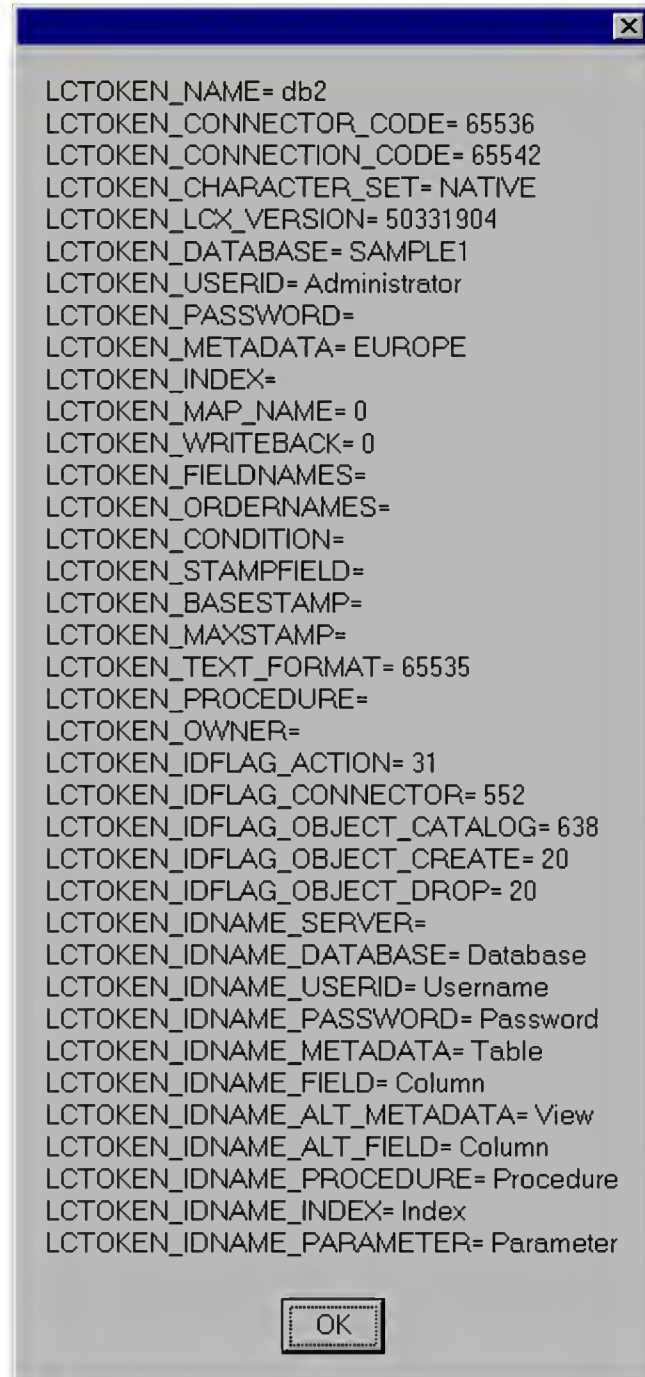 LCTOKEN_NAME= db2
LCTOKEN_CONNECTOR_CODE= 65536
LCTOKEN_CONNECTION_CODE= 65542
LCTOKEN_CHARACTER_SET= NATIVE
LCTOKEN_LCX_VERSION= 50331904
LCTOKEN_DATABASE= SAMPLE1
LCTOKEN_USERID= Administrator
LCTOKEN_PASSWORD=
LCTOKEN_METADATA= EUROPE
LCTOKEN_INDEX=
LCTOKEN_MAP_NAME= 0
LCTOKEN_WRITEBACK= 0
LCTOKEN_FIELDNAMES=
LCTOKEN_ORDERNAMES=
LCTOKEN_CONDITION=
LCTOKEN_STAMPFIELD=
LCTOKEN_BASESTAMP=
LCTOKEN_MAXSTAMP=
LCTOKEN_TEXT_FORMAT= 65535
LCTOKEN_PROCEDURE=
LCTOKEN_OWNER=
LCTOKEN_IDFLAG_ACTION= 31
LCTOKEN_IDFLAG_CONNECTOR= 552
LCTOKEN_IDFLAG_OBJECT_CATALOG= 638
LCTOKEN_IDFLAG_OBJECT_CREATE= 20
LCTOKEN_IDFLAG_OBJECT_DROP= 20
LCTOKEN_IDNAME_SERVER=
LCTOKEN_IDNAME_DATABASE= Database
LCTOKEN_IDNAME_USERID= Username
LCTOKEN_IDNAME_PASSWORD= Password
LCTOKEN_IDNAME_METADATA= Table
LCTOKEN_IDNAME_FIELD= Column
LCTOKEN_IDNAME_ALT_METADATA= View
LCTOKEN_IDNAME_ALT_FIELD= Column
LCTOKEN_IDNAME_PROCEDURE= Procedure
LCTOKEN_IDNAME_INDEX= Index
LCTOKEN_IDNAME_PARAMETER= Parameter
OK